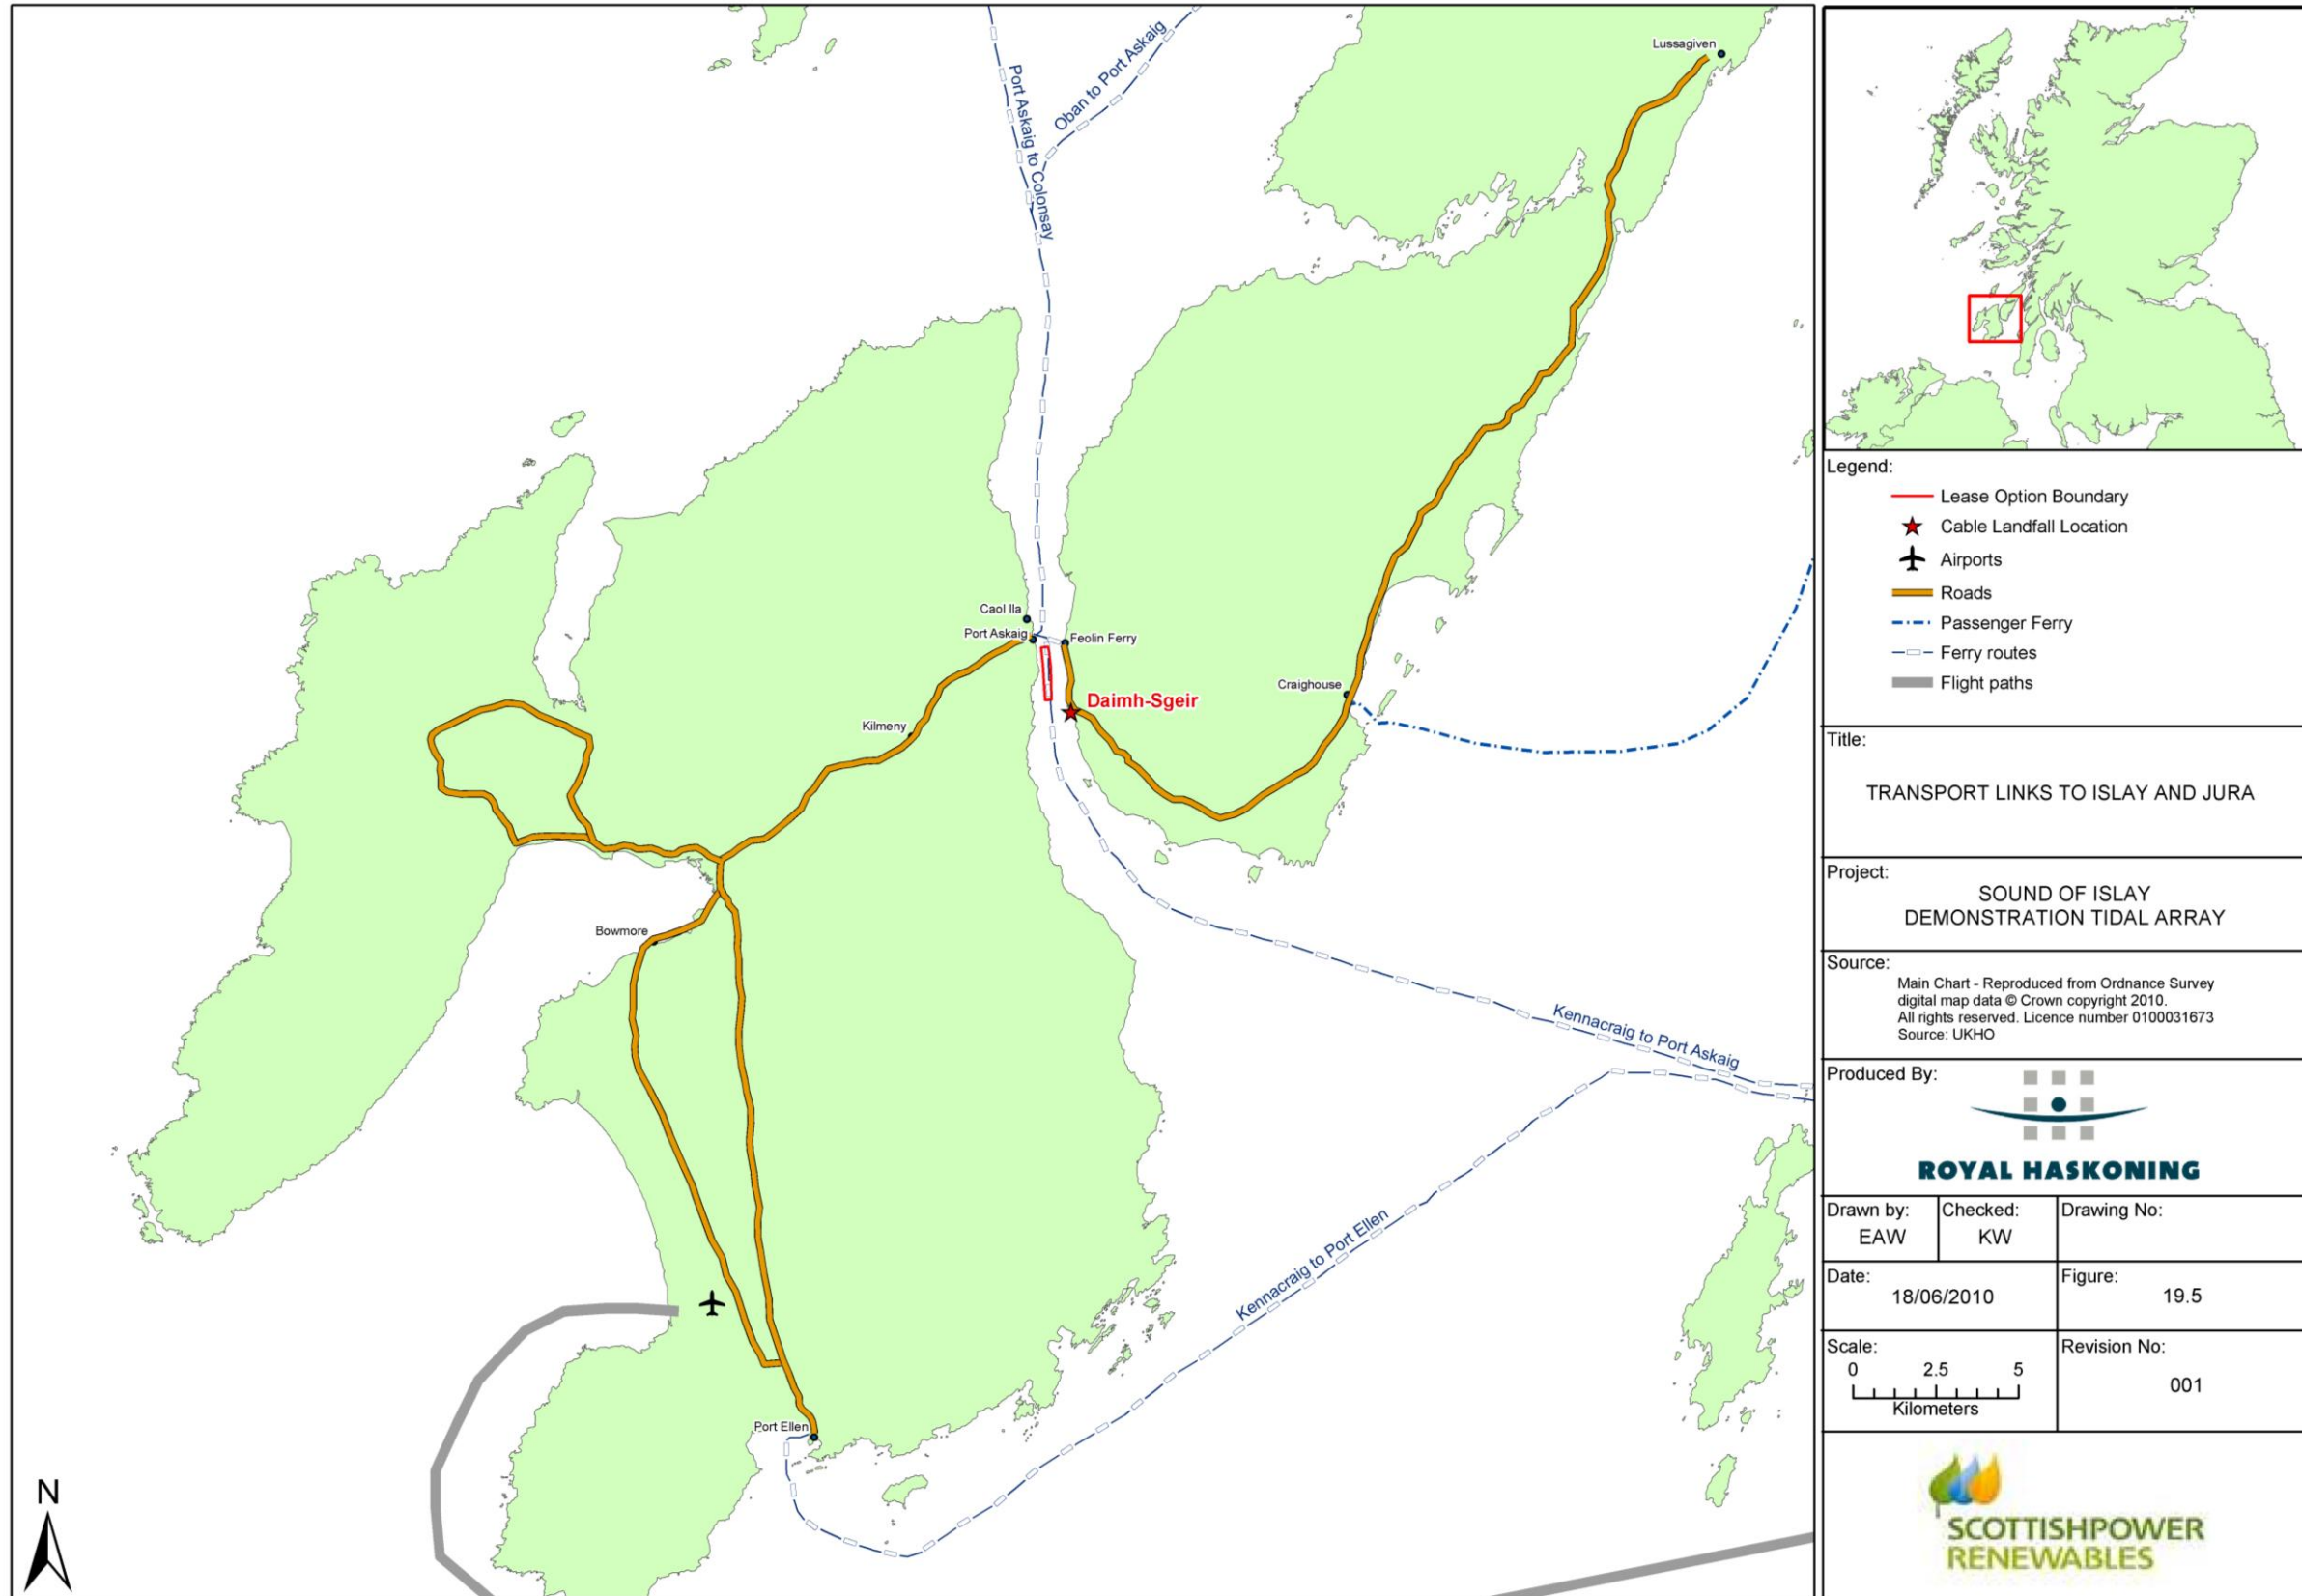 Lussagiven
Port Askaig to Colonsay
Oban to Port Askaig
Caol Ila
Port Askaig
Feolin Ferry
Daimh-Sgeir
Craighouse
Kilmeny
Bowmore
Kennacraig to Port Askaig
Kennacraig to Port Ellen
Port Ellen
N
Legend:
Lease Option Boundary
Cable Landfall Location
Airports
Roads
Passenger Ferry
Ferry routes
Flight paths
Title:
TRANSPORT LINKS TO ISLAY AND JURA
Project:
SOUND OF ISLAY
DEMONSTRATION TIDAL ARRAY
Source:
Main Chart - Reproduced from Ordnance Survey
digital map data © Crown copyright 2010.
All rights reserved. Licence number 0100031673
Source: UKHO
Produced By:
ROYAL HASKONING
Drawn by:
EAW
Checked:
KW
Drawing No:
Date:
18/06/2010
Figure:
19.5
Scale:
0 2.5 5
Kilometers
Revision No:
001
SCOTTISHPOWER
RENEWABLES